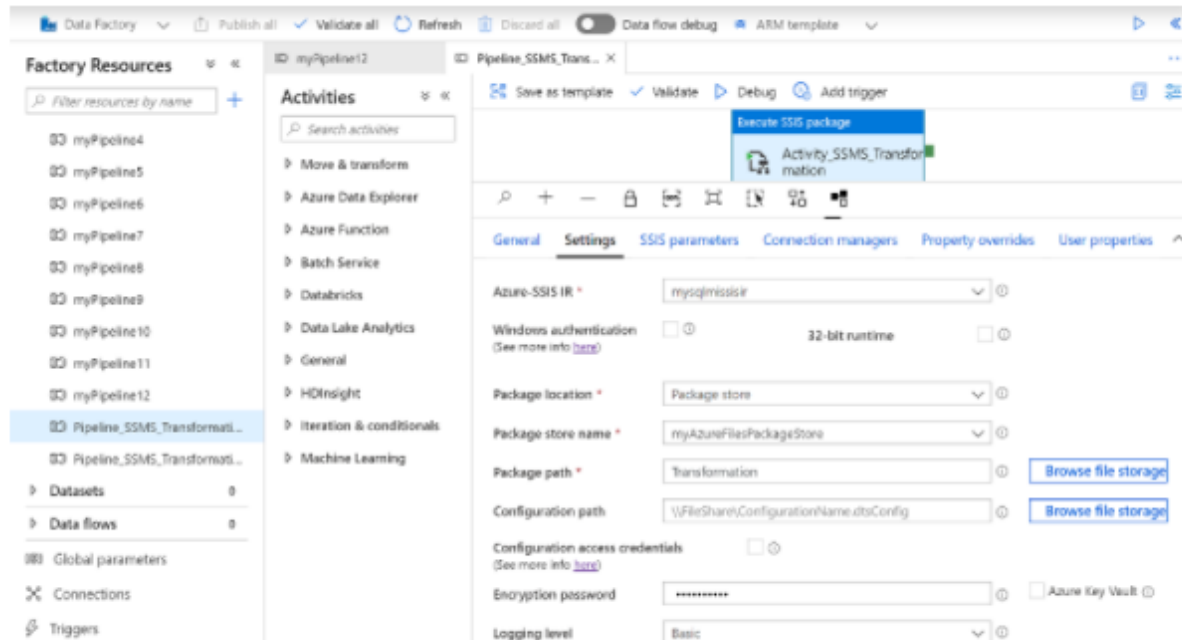 Data Factory Publish all Validate all Refresh Discard all Data flow debug ARM template
Factory Resources
Filter resources by name
myPipeline4
myPipeline5
myPipeline6
myPipeline7
myPipeline8
myPipeline9
myPipeline10
myPipeline11
myPipeline12
Pipeline_SSMS_Transformati...
Pipeline_SSMS_Transformati...
Datasets 0
Data flows 0
Global parameters
Connections
Triggers
myPipeline12
Activities
Search activities
Move & transform
Azure Data Explorer
Azure Function
Batch Service
Databricks
Data Lake Analytics
General
HDInsight
Iteration & conditionals
Machine Learning
Pipeline_SSMS_Trans...
Save as template Validate Debug Add trigger
Execute SSIS package
Activity_SSMS_Transfor
mation
General Settings SSIS parameters Connection managers Property overrides User properties
Azure-SSIS IR * mysqlmissisir
Windows authentication 32-bit runtime
(See more info here)
Package location * Package store
Package store name * myAzureFilesPackageStore
Package path * Transformation Browse file storage
Configuration path \\FileShare\ConfigurationName.dtsConfig Browse file storage
Configuration access credentials
(See more info here)
Encryption password •••••••••• Azure Key Vault
Logging level Basic